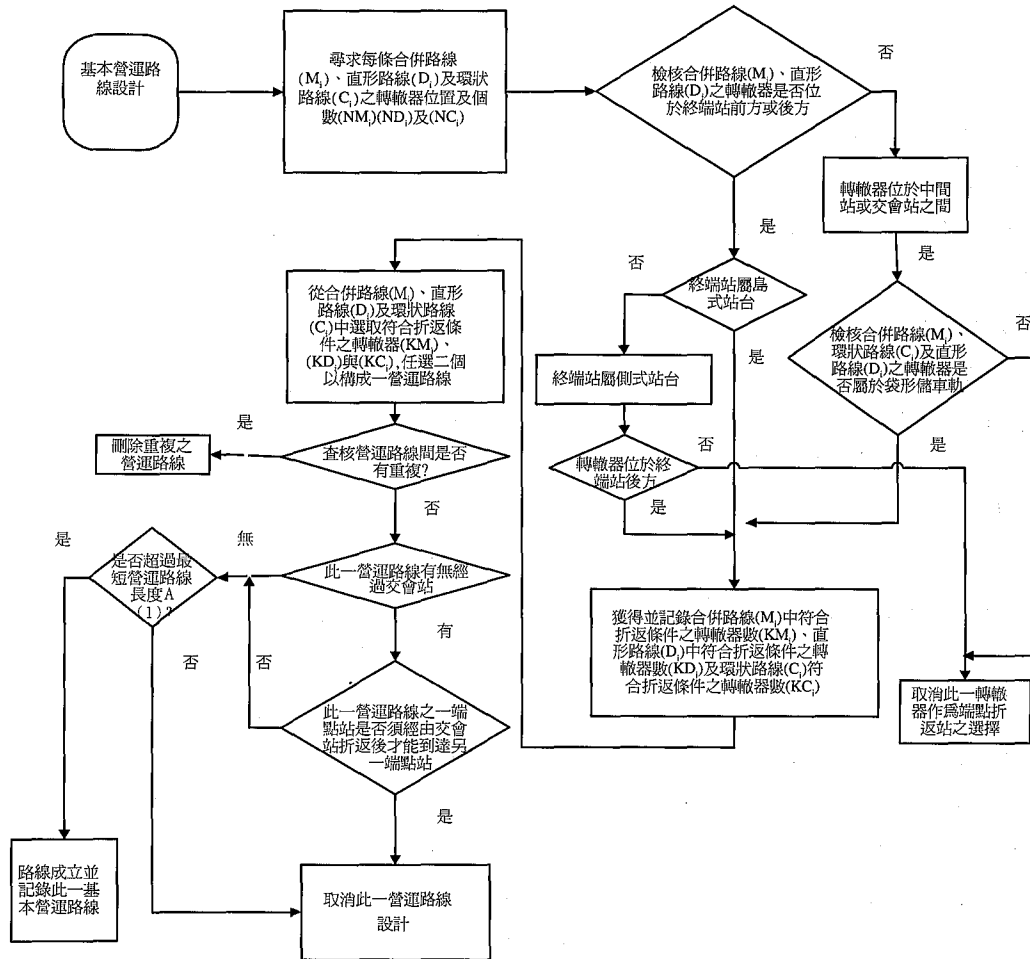 基本營運路
線設計
尋求每條合併路線
(Mi)、直形路線(Di)及環狀
路線(Ci)之轉轍器位置及個
數(NMi)(NDi)及(NCi)
檢核合併路線(Mi)、直形
路線(Di)之轉轍器是否位
於終端站前方或後方
否
轉轍器位於中間
站或交會站之間
是
是
否
終端站屬島
式站台
是
檢核合併路線(Mi)、
環狀路線(Ci)及直形
路線(Di)之轉轍器是
否屬於袋形儲車軌
否
是
終端站屬側式站台
轉轍器位於終
端站後方
否
是
從合併路線(Mi)、直形
路線(Di)及環狀路線
(Ci)中選取符合折返條
件之轉轍器(KMi)、
(KDi)與(KCi),任選二個
以構成一營運路線
查核營運路線間是否
有重複?
是
刪除重複之
營運路線
否
此一營運路線有無經
過交會站
無
是否超過最
短營運路線
長度A
(1)?
是
否
有
否
此一營運路線之一端
點站是否須經由交會
站折返後才能到達另
一端點站
是
獲得並記錄合併路線(Mi)中符合
折返條件之轉轍器數(KMi)、直
形路線(Di)中符合折返條件之轉
轍器數(KDi)及環狀路線(Ci)符
合折返條件之轉轍器數(KCi)
取消此一轉轍
器作為端點折
返站之選擇
路線成立並
記錄此一基
本營運路線
取消此一營運路線
設計